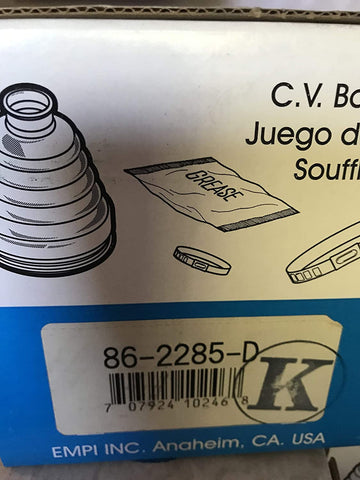 C.V. Bo
Juego d
Souffl
GREASE
86-2285-D
K
7 07924 10246 8
EMPI INC. Anaheim, CA. USA